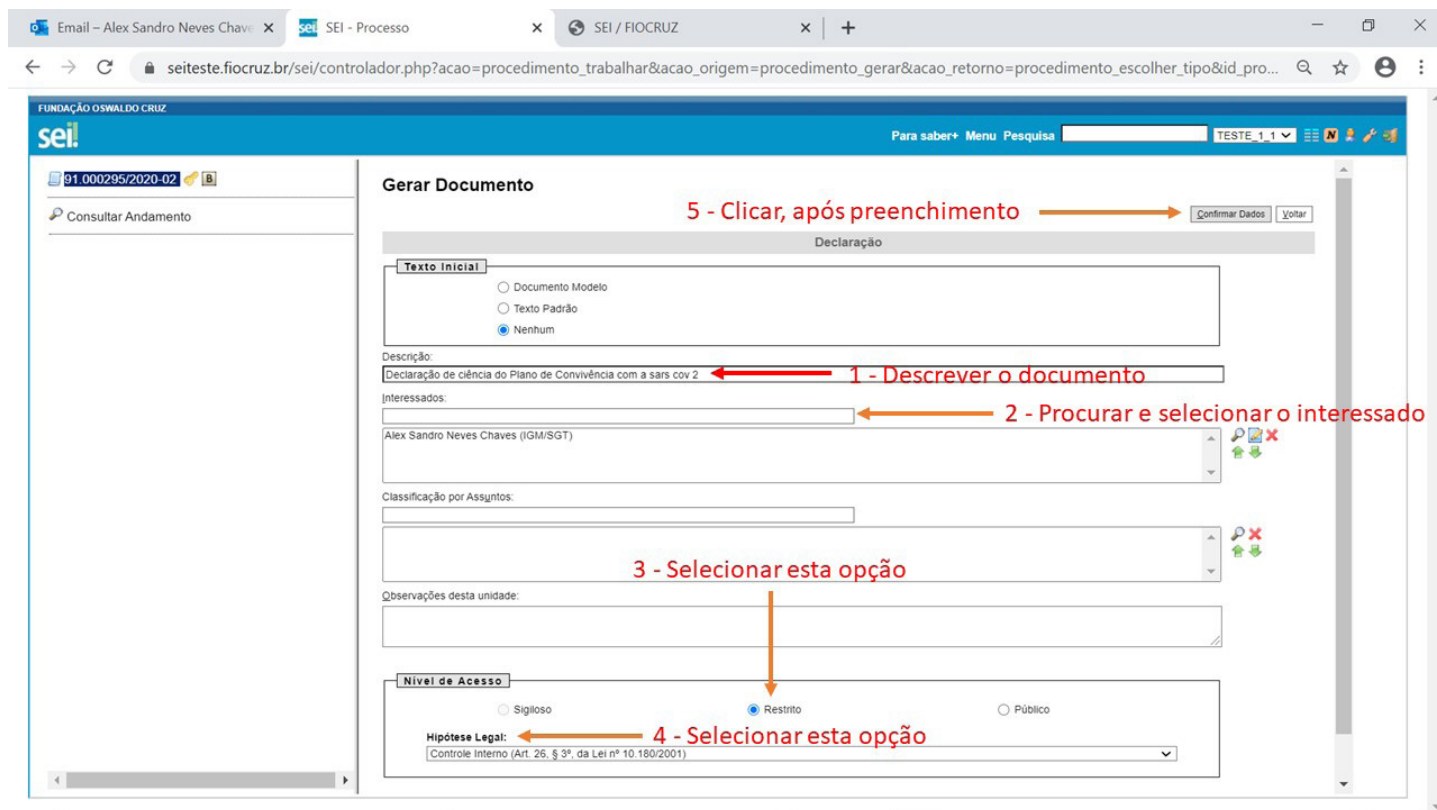 Email – Alex Sandro Neves Chave
sei! SEI - Processo
SEI / FIOCRUZ
seiteste.fiocruz.br/sei/controlador.php?acao=procedimento_trabalhar&acao_origem=procedimento_gerar&acao_retorno=procedimento_escolher_tipo&id_pro...
FUNDAÇÃO OSWALDO CRUZ
sei!
Para saber+ Menu Pesquisa
TESTE_1_1
N
91.000295/2020-02
B
Consultar Andamento
Gerar Documento
5 - Clicar, após preenchimento
Confirmar Dados
Voltar
Declaração
Texto Inicial
Documento Modelo
Texto Padrão
Nenhum
Descrição:
Declaração de ciência do Plano de Convivência com a sars cov 2
1 - Descrever o documento
Interessados:
2 - Procurar e selecionar o interessado
Alex Sandro Neves Chaves (IGM/SGT)
Classificação por Assuntos:
3 - Selecionar esta opção
Observações desta unidade:
Nível de Acesso
Sigiloso
Restrito
Público
Hipótese Legal:
4 - Selecionar esta opção
Controle Interno (Art. 26, § 3º, da Lei nº 10.180/2001)